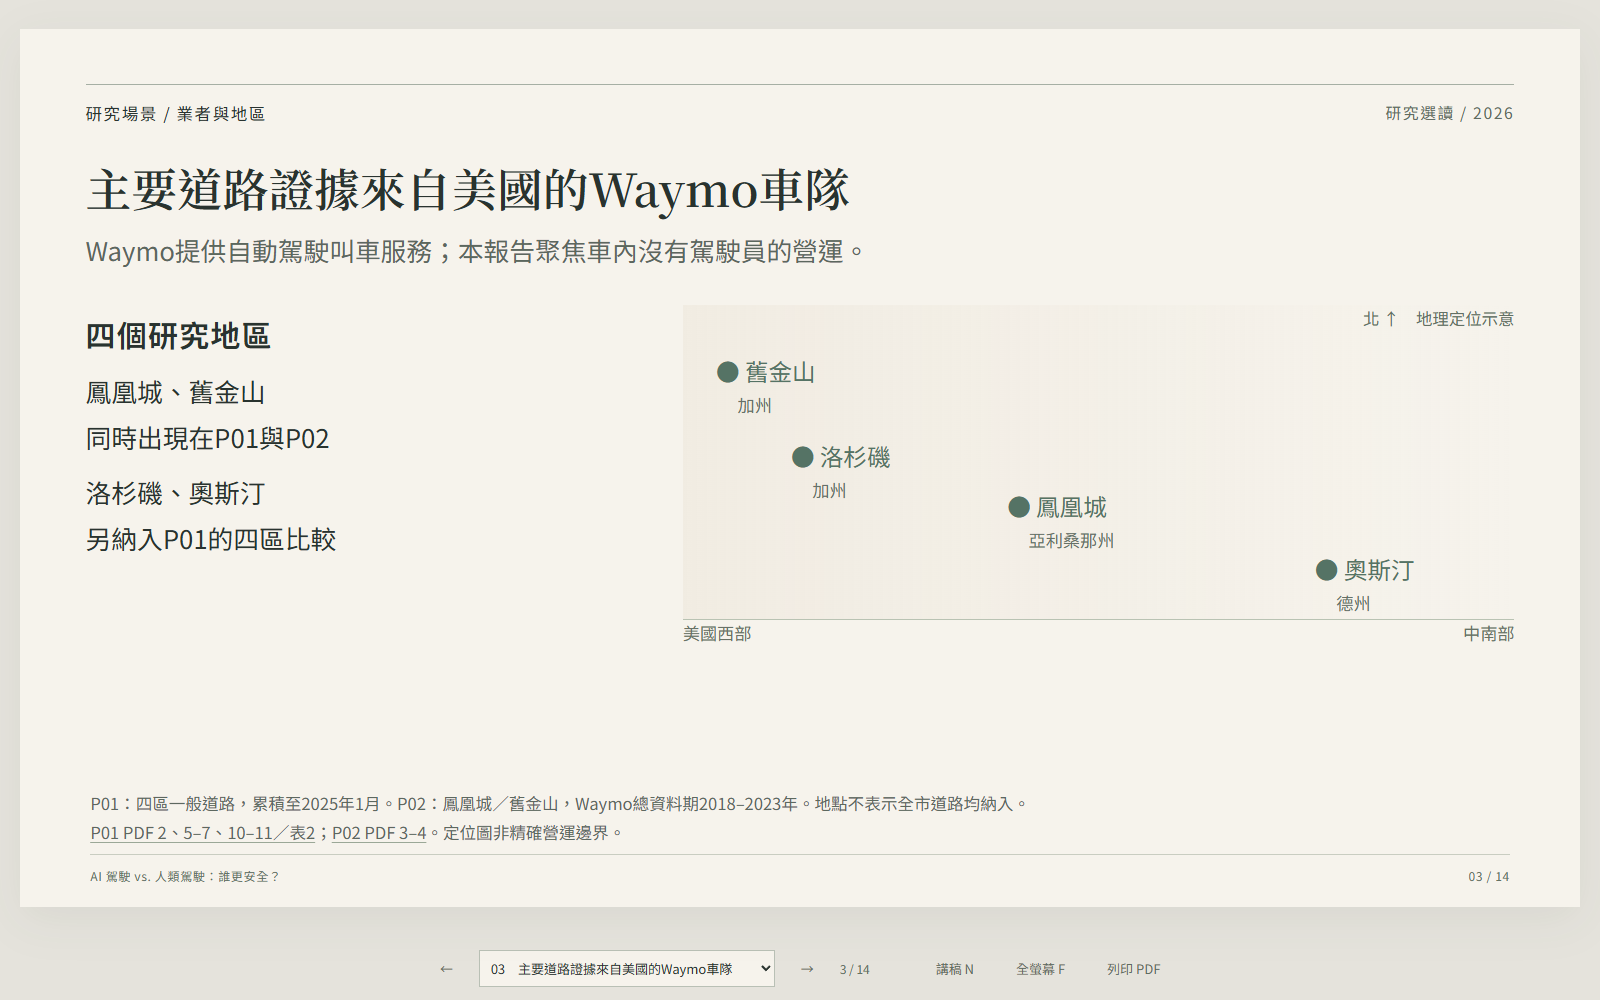 研究場景 / 業者與地區
研究選讀 / 2026
主要道路證據來自美國的Waymo車隊
Waymo提供自動駕駛叫車服務；本報告聚焦車內沒有駕駛員的營運。
四個研究地區
鳳凰城、舊金山
同時出現在P01與P02
洛杉磯、奧斯汀
另納入P01的四區比較
北 ↑ 地理定位示意
舊金山
加州
洛杉磯
加州
鳳凰城
亞利桑那州
奧斯汀
德州
美國西部
中南部
P01：四區一般道路，累積至2025年1月。P02：鳳凰城／舊金山，Waymo總資料期2018–2023年。地點不表示全市道路均納入。
P01 PDF 2、5–7、10–11／表2；P02 PDF 3–4。定位圖非精確營運邊界。
AI 駕駛 vs. 人類駕駛：誰更安全？
03 / 14
← 03 主要道路證據來自美國的Waymo車隊 → 3 / 14 講稿 N 全螢幕 F 列印 PDF